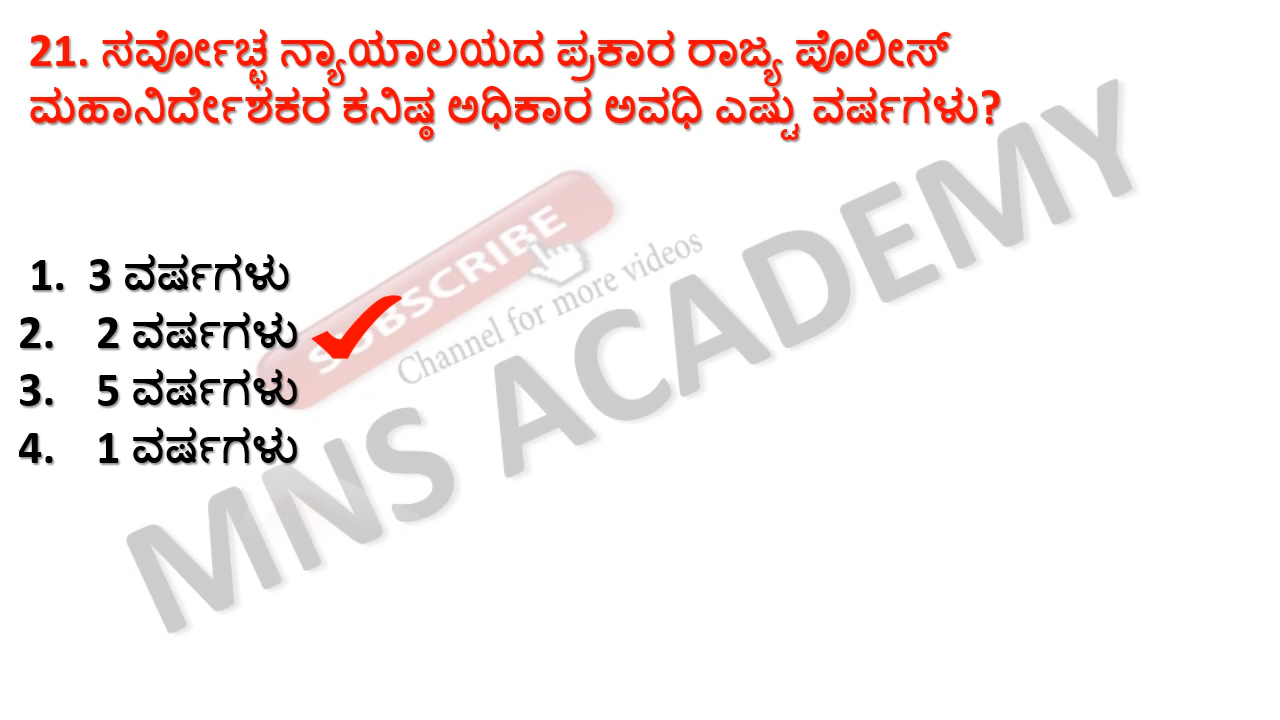 21. ಸರ್ವೋಚ್ಛ ನ್ಯಾಯಾಲಯದ ಪ್ರಕಾರ ರಾಜ್ಯ ಪೊಲೀಸ್
ಮಹಾನಿರ್ದೇಶಕರ ಕನಿಷ್ಠ ಅಧಿಕಾರ ಅವಧಿ ಎಷ್ಟು ವರ್ಷಗಳು?
1. 3 ವರ್ಷಗಳು
2. 2 ವರ್ಷಗಳು
3. 5 ವರ್ಷಗಳು
4. 1 ವರ್ಷಗಳು
SUBSCRIBE
Channel for more videos
MNS ACADEMY